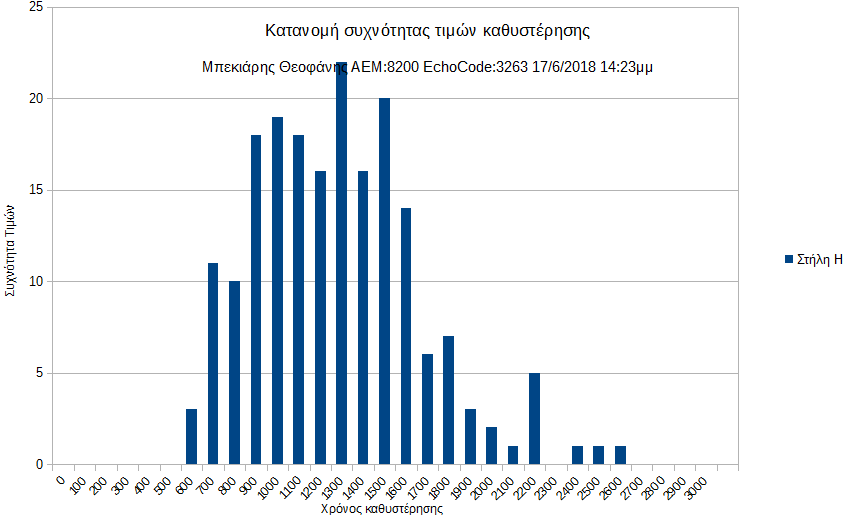 Κατανομή συχνότητας τιμών καθυστέρησης
Μπεκιάρης Θεοφάνης ΑΕΜ:8200 EchoCode:3263 17/6/2018 14:23μμ
25
20
15
10
5
0
Συχνότητα Τιμών
0 100 200 300 400 500 600 700 800 900 1000 1100 1200 1300 1400 1500 1600 1700 1800 1900 2000 2100 2200 2300 2400 2500 2600 2700 2800 2900 3000
Χρόνος καθυστέρησης
Στήλη H